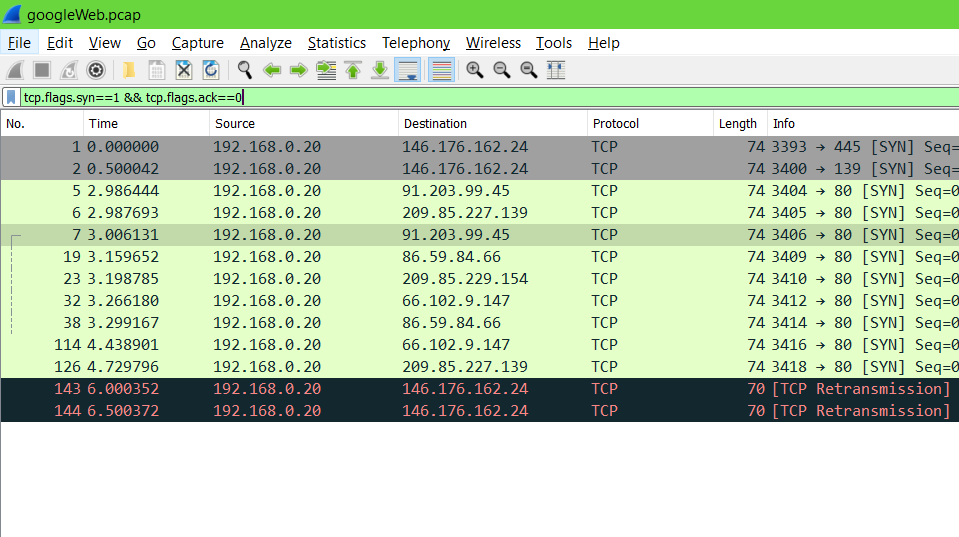 googleWeb.pcap
File Edit View Go Capture Analyze Statistics Telephony Wireless Tools Help
tcp.flags.syn==1 && tcp.flags.ack==0
No. Time Source Destination Protocol Length Info
1 0.000000 192.168.0.20 146.176.162.24 TCP 74 3393 → 445 [SYN] Seq=
2 0.500042 192.168.0.20 146.176.162.24 TCP 74 3400 → 139 [SYN] Seq=
5 2.986444 192.168.0.20 91.203.99.45 TCP 74 3404 → 80 [SYN] Seq=0
6 2.987693 192.168.0.20 209.85.227.139 TCP 74 3405 → 80 [SYN] Seq=0
7 3.006131 192.168.0.20 91.203.99.45 TCP 74 3406 → 80 [SYN] Seq=0
19 3.159652 192.168.0.20 86.59.84.66 TCP 74 3409 → 80 [SYN] Seq=0
23 3.198785 192.168.0.20 209.85.229.154 TCP 74 3410 → 80 [SYN] Seq=0
32 3.266180 192.168.0.20 66.102.9.147 TCP 74 3412 → 80 [SYN] Seq=0
38 3.299167 192.168.0.20 86.59.84.66 TCP 74 3414 → 80 [SYN] Seq=0
114 4.438901 192.168.0.20 66.102.9.147 TCP 74 3416 → 80 [SYN] Seq=0
126 4.729796 192.168.0.20 209.85.227.139 TCP 74 3418 → 80 [SYN] Seq=0
143 6.000352 192.168.0.20 146.176.162.24 TCP 70 [TCP Retransmission]
144 6.500372 192.168.0.20 146.176.162.24 TCP 70 [TCP Retransmission]